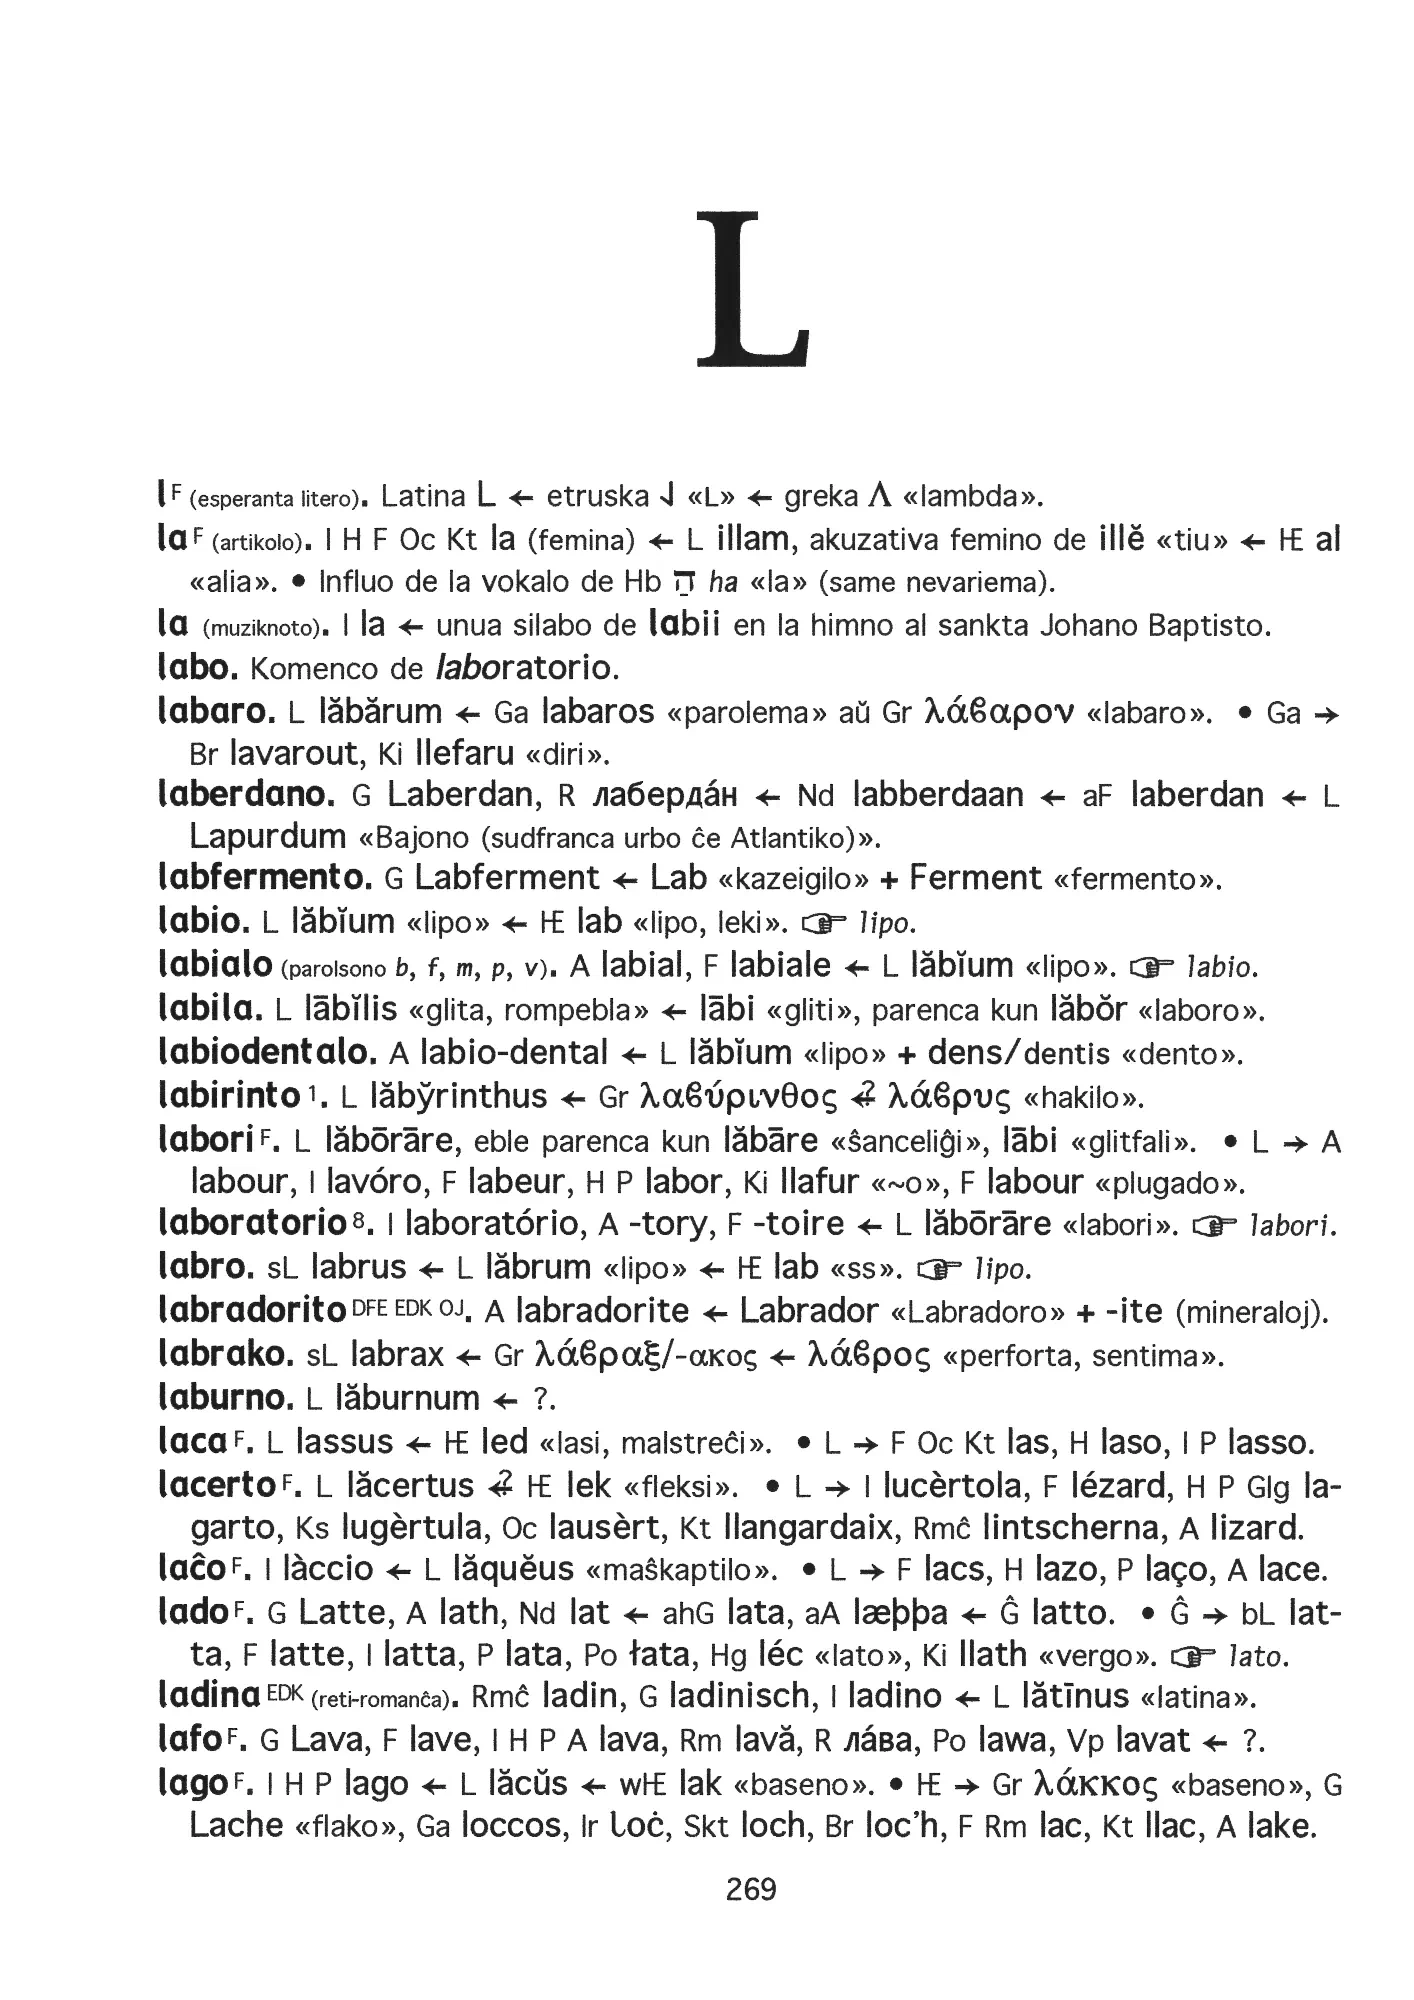 L
l F (esperanta litero). Latina L ← etruska 𐌋 «L» ← greka Λ «lambda».
la F (artikolo). I H F Oc Kt la (femina) ← L illam, akuzativa femino de illĕ «tiu» ← IE al
«alia». • Influo de la vokalo de Hb הַ ha «la» (same nevariema).
la (muziknoto). I la ← unua silabo de labii en la himno al sankta Johano Baptisto.
labo. Komenco de laboratorio.
labaro. L lăbărum ← Ga labaros «parolema» aŭ Gr λάϐαρον «labaro». • Ga →
Br lavarout, Ki llefaru «diri».
laberdano. G Laberdan, R лабердáн ← Nd labberdaan ← aF laberdan ← L
Lapurdum «Bajono (sudfranca urbo ĉe Atlantiko)».
labfermento. G Labferment ← Lab «kazeigilo» + Ferment «fermento».
labio. L lăbĭum «lipo» ← IE lab «lipo, leki». ☞ lipo.
labialo (parolsono b, f, m, p, v). A labial, F labiale ← L lăbĭum «lipo». ☞ labio.
labila. L lābĭlis «glita, rompebla» ← lābi «gliti», parenca kun lăbŏr «laboro».
labiodentalo. A labio-dental ← L lăbĭum «lipo» + dens/dentis «dento».
labirinto 1. L lăby̆rinthus ← Gr λαϐύρινθος ←? λάϐρυς «hakilo».
labori F. L lăbōrāre, eble parenca kun lăbāre «ŝanceliĝi», lābi «glitfali». • L → A
labour, I lavóro, F labeur, H P labor, Ki llafur «~o», F labour «plugado».
laboratorio 8. I laboratório, A -tory, F -toire ← L lăbōrāre «labori». ☞ labori.
labro. sL labrus ← L lăbrum «lipo» ← IE lab «ss». ☞ lipo.
labradorito DFE EDK OJ. A labradorite ← Labrador «Labradoro» + -ite (mineraloj).
labrako. sL labrax ← Gr λάϐραξ/-ακος ← λάϐρος «perforta, sentima».
laburno. L lăburnum ← ?.
laca F. L lassus ← IE led «lasi, malstreĉi». • L → F Oc Kt las, H laso, I P lasso.
lacerto F. L lăcertus ←? IE lek «fleksi». • L → I lucèrtola, F lézard, H P Glg la-
garto, Ks lugèrtula, Oc lausèrt, Kt llangardaix, Rmĉ lintscherna, A lizard.
laĉo F. I làccio ← L lăquĕus «maŝkaptilo». • L → F lacs, H lazo, P laço, A lace.
lado F. G Latte, A lath, Nd lat ← ahG lata, aA læþþa ← Ĝ latto. • Ĝ → bL lat-
ta, F latte, I latta, P lata, Po łata, Hg léc «lato», Ki llath «vergo». ☞ lato.
ladina EDK (reti-romanĉa). Rmĉ ladin, G ladinisch, I ladino ← L lătīnus «latina».
lafo F. G Lava, F lave, I H P A lava, Rm lavă, R лáва, Po lawa, Vp lavat ← ?.
lago F. I H P lago ← L lăcŭs ← wIE lak «baseno». • IE → Gr λάκκος «baseno», G
Lache «flako», Ga loccos, Ir loċ, Skt loch, Br loc'h, F Rm lac, Kt llac, A lake.
269